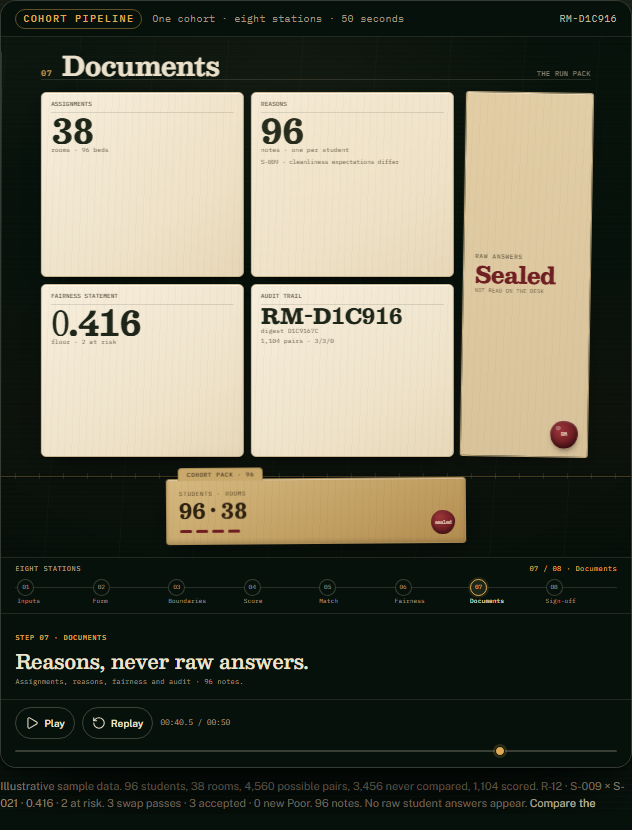 COHORT PIPELINE One cohort · eight stations · 50 seconds RM-D1C916
07 Documents THE RUN PACK
ASSIGNMENTS
38
rooms · 96 beds
REASONS
96
notes · one per student
S-009 · cleanliness expectations differ
RAW ANSWERS
Sealed
NOT READ ON THE DESK
FAIRNESS STATEMENT
0.416
floor · 2 at risk
AUDIT TRAIL
RM-D1C916
digest D1C9167C
1,104 pairs · 3/3/0
COHORT PACK · 96
STUDENTS · ROOMS
96·38
sealed
EIGHT STATIONS 07 / 08 · Documents
01 02 03 04 05 06 07 08
Inputs Form Boundaries Score Match Fairness Documents Sign-off
STEP 07 · DOCUMENTS
Reasons, never raw answers.
Assignments, reasons, fairness and audit · 96 notes.
Play Replay 00:40.5 / 00:50
Illustrative sample data. 96 students, 38 rooms, 4,560 possible pairs, 3,456 never compared, 1,104 scored. R-12 · S-009 × S-
021 · 0.416 · 2 at risk. 3 swap passes · 3 accepted · 0 new Poor. 96 notes. No raw student answers appear. Compare the